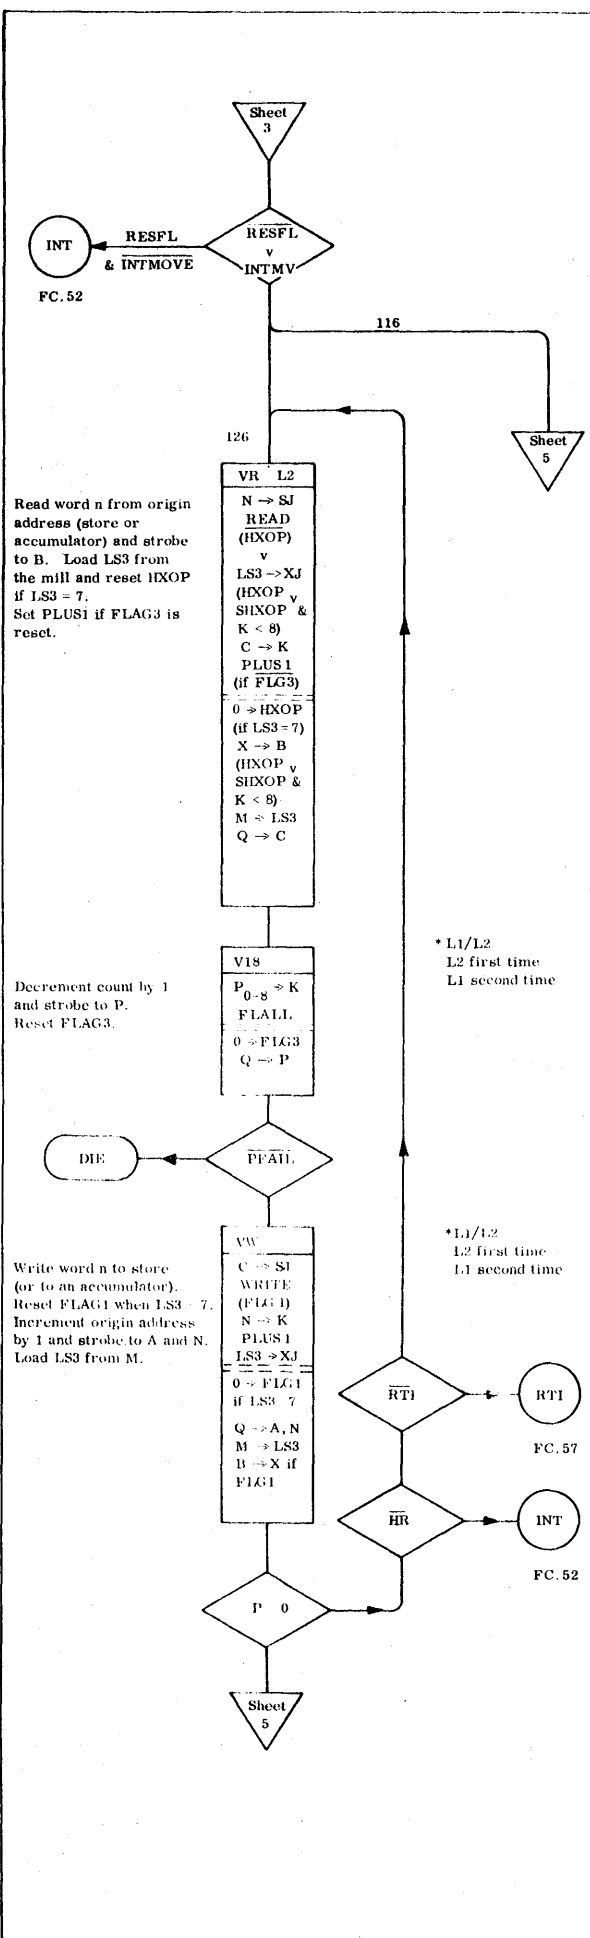 Sheet
3
INT
RESFL
& INTMOVE
FC.52
RESFL
v
INTMV
116
Sheet
5
126
VR L2
Read word n from origin
address (store or
accumulator) and strobe
to B. Load LS3 from
the mill and reset HXOP
if LS3 = 7.
Set PLUS1 if FLAG3 is
reset.
N → SJ
READ
(HXOP)
v
LS3 → XJ
(HXOP v
SHXOP &
K < 8)
C → K
PLUS1
(if FLG3)
0 → HXOP
(if LS3 = 7)
X → B
(HXOP v
SHXOP &
K < 8)
M → LS3
Q → C
* L1/L2
L2 first time
L1 second time
V18
Decrement count by 1
and strobe to P.
Reset FLAG3.
P0-8 → K
FLALL
0 → FLG3
Q → P
DIE
PFAIL
* L1/L2
L2 first time
L1 second time
VW
Write word n to store
(or to an accumulator).
Reset FLAG1 when LS3 7.
Increment origin address
by 1 and strobe to A and N.
Load LS3 from M.
C → SJ
WRITE
(FLG1)
N → K
PLUS1
LS3 → XJ
0 → FLG1
if LS3 7
Q → A, N
M → LS3
B → X if
FLG1
RTI
RTI
FC.57
HR
INT
FC.52
P 0
Sheet
5